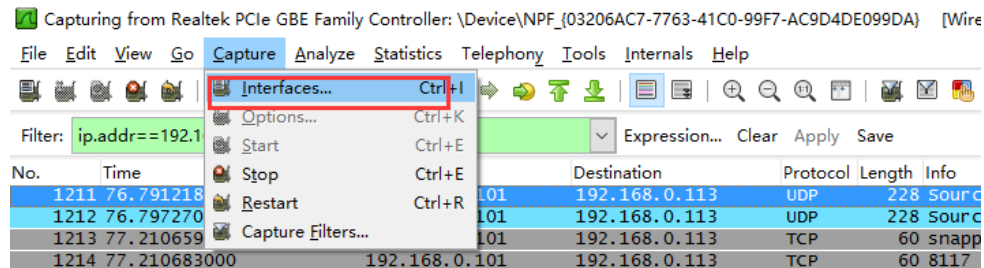 Capturing from Realtek PCIe GBE Family Controller: \Device\NPF_{03206AC7-7763-41C0-99F7-AC9D4DE099DA} [Wire
File Edit View Go Capture Analyze Statistics Telephony Tools Internals Help
Interfaces... Ctrl+I
Options... Ctrl+K
Start Ctrl+E
Stop Ctrl+E
Restart Ctrl+R
Capture Filters...
Filter: ip.addr==192.1 Expression... Clear Apply Save
No. Time Destination Protocol Length Info
1211 76.791218 101 192.168.0.113 UDP 228 Sourc
1212 76.797270 101 192.168.0.113 UDP 228 Sourc
1213 77.210659 101 192.168.0.113 TCP 60 snapp
1214 77.210683000 192.168.0.101 192.168.0.113 TCP 60 8117